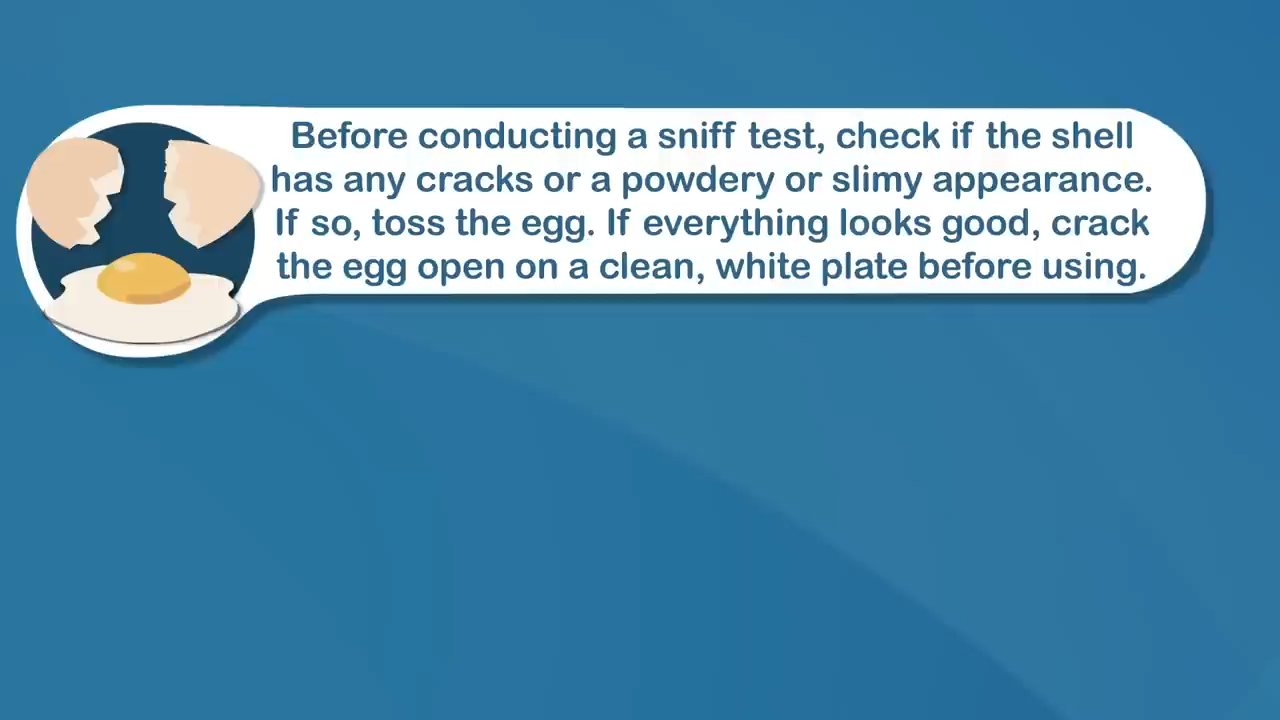 Before conducting a sniff test, check if the shell
has any cracks or a powdery or slimy appearance.
If so, toss the egg. If everything looks good, crack
the egg open on a clean, white plate before using.